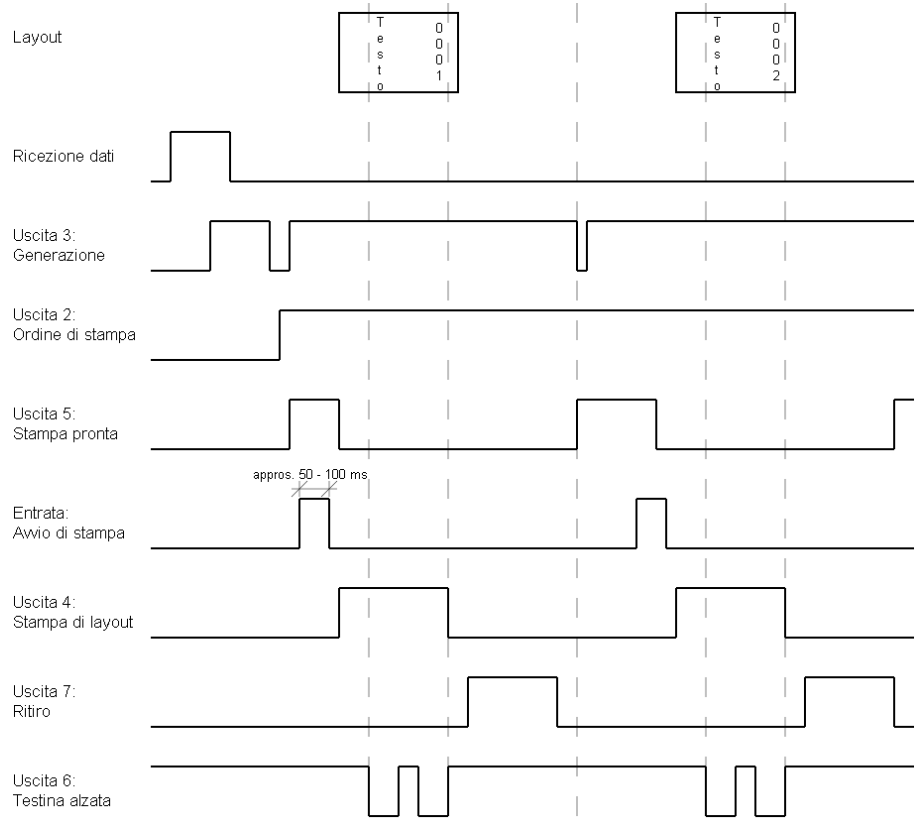 Layout
T
e
s
t
o
0
0
0
1
T
e
s
t
o
0
0
0
2
Ricezione dati
Uscita 3:
Generazione
Uscita 2:
Ordine di stampa
Uscita 5:
Stampa pronta
appros. 50 - 100 ms
Entrata:
Avvio di stampa
Uscita 4:
Stampa di layout
Uscita 7:
Ritiro
Uscita 6:
Testina alzata